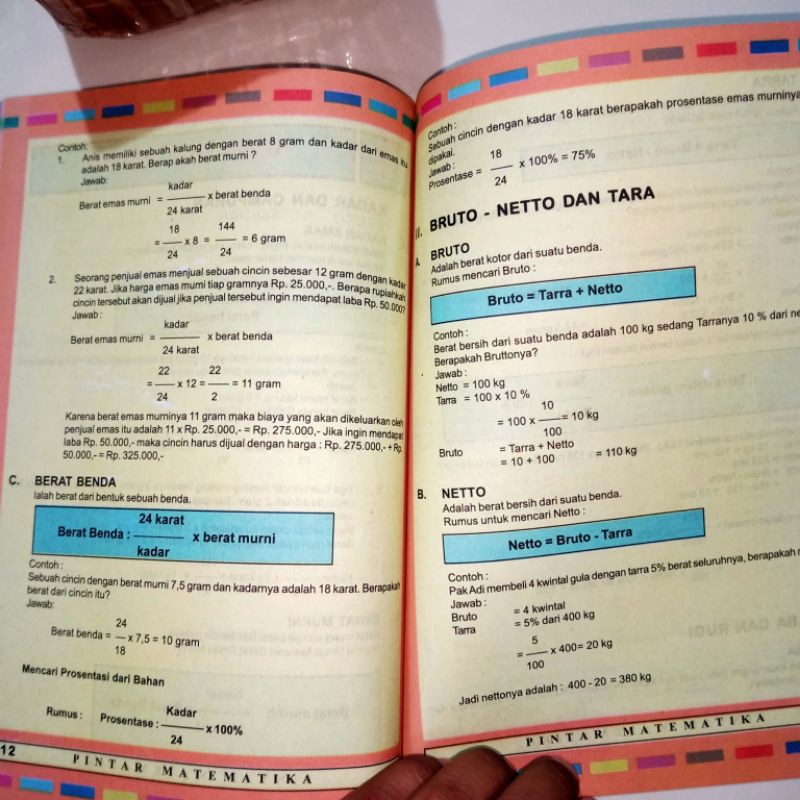 Contoh:
1. Anis memiliki sebuah kalung dengan berat 8 gram dan kadar dari emas itu
adalah 18 karat. Berap akah berat murni ?
Jawab:
kadar
Berat emas murni = x berat benda
24 karat
18 144
= x 8 = = 6 gram
24 24
2. Seorang penjual emas menjual sebuah cincin sebesar 12 gram dengan kadar
22 karat. Jika harga emas murni tiap gramnya Rp. 25.000,-. Berapa rupiahkah
cincin tersebut akan dijual jika penjual tersebut ingin mendapat laba Rp. 50.000?
Jawab :
kadar
Berat emas murni = x berat benda
24 karat
22 22
= x 12 = = 11 gram
24 2
Karena berat emas murninya 11 gram maka biaya yang akan dikeluarkan oleh
penjual emas itu adalah 11 x Rp. 25.000,- = Rp. 275.000,- Jika ingin mendapat
laba Rp. 50.000,- maka cincin harus dijual dengan harga : Rp. 275.000,- + Rp.
50.000,- = Rp. 325.000,-
C. BERAT BENDA
Ialah berat dari bentuk sebuah benda.
24 karat
Berat Benda : x berat murni
kadar
Contoh :
Sebuah cincin dengan berat murni 7,5 gram dan kadarnya adalah 18 karat. Berapakah
berat dari cincin itu?
Jawab:
24
Berat benda = x 7,5 = 10 gram
18
Mencari Prosentasi dari Bahan
Kadar
Rumus : Prosentase : x 100%
24
12 PINTAR MATEMATIKA
Contoh :
Sebuah cincin dengan kadar 18 karat berapakah prosentase emas murninya
dipakai.
Jawab : 18
Prosentase = x 100% = 75%
24
II. BRUTO - NETTO DAN TARA
A. BRUTO
Adalah berat kotor dari suatu benda.
Rumus mencari Bruto :
Bruto = Tarra + Netto
Contoh :
Berat bersih dari suatu benda adalah 100 kg sedang Tarranya 10 % dari
Berapakah Bruttonya?
Jawab :
Netto = 100 kg
Tarra = 100 x 10 %
10
= 100 x = 10 kg
100
Bruto = Tarra + Netto
= 10 + 100 = 110 kg
B. NETTO
Adalah berat bersih dari suatu benda.
Rumus untuk mencari Netto :
Netto = Bruto - Tarra
Contoh :
Pak Adi membeli 4 kwintal gula dengan tarra 5% berat seluruhnya, berapakah
Jawab :
Bruto = 4 kwintal
Tarra = 5% dari 400 kg
5
= x 400 = 20 kg
100
Jadi nettonya adalah : 400 - 20 = 380 kg
PINTAR MATEMATIKA